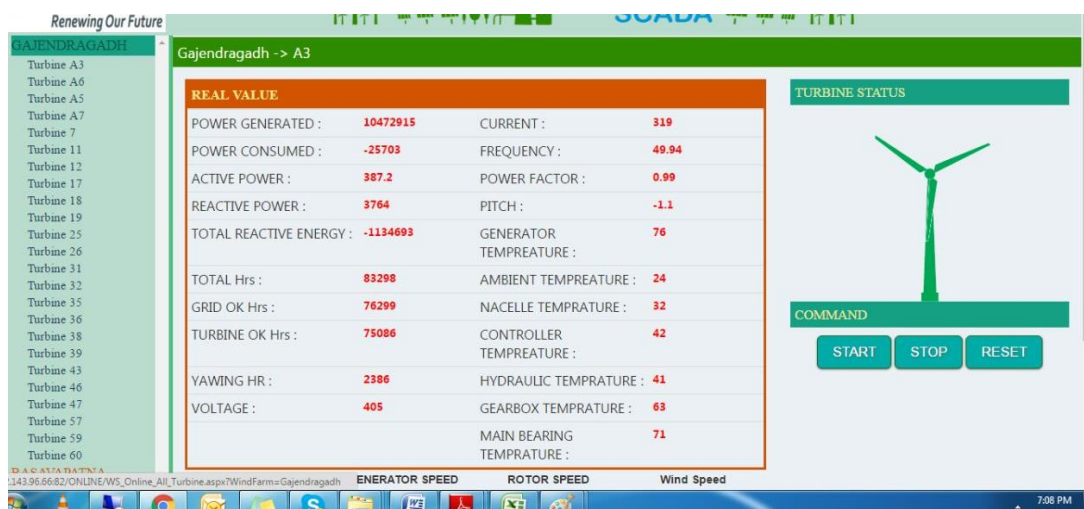 Renewing Our Future
SCADA
GAJENDRAGADH
Turbine A3
Turbine A6
Turbine A5
Turbine A7
Turbine 7
Turbine 11
Turbine 12
Turbine 17
Turbine 18
Turbine 19
Turbine 25
Turbine 26
Turbine 31
Turbine 32
Turbine 35
Turbine 36
Turbine 38
Turbine 39
Turbine 43
Turbine 46
Turbine 47
Turbine 57
Turbine 59
Turbine 60
BASAVAPATNA
Gajendragadh -> A3
REAL VALUE
POWER GENERATED : 10472915 CURRENT : 319
POWER CONSUMED : -25703 FREQUENCY : 49.94
ACTIVE POWER : 387.2 POWER FACTOR : 0.99
REACTIVE POWER : 3764 PITCH : -1.1
TOTAL REACTIVE ENERGY : -1134693 GENERATOR 76
TEMPREATURE :
TOTAL Hrs : 83298 AMBIENT TEMPREATURE : 24
GRID OK Hrs : 76299 NACELLE TEMPRATURE : 32
TURBINE OK Hrs : 75086 CONTROLLER 42
TEMPREATURE :
YAWING HR : 2386 HYDRAULIC TEMPRATURE : 41
VOLTAGE : 405 GEARBOX TEMPRATURE : 63
MAIN BEARING 71
TEMPRATURE :
ENERATOR SPEED ROTOR SPEED Wind Speed
TURBINE STATUS
COMMAND
START STOP RESET
.143.96.66:82/ONLINE/WS_Online_All_Turbine.aspx?WindFarm=Gajendragadh
7:08 PM